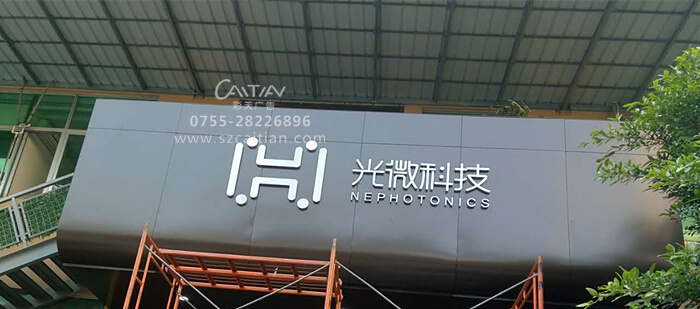 CAITIAN
彩天广告
0755-28226896
www.szcaitian.com
光微科技
NEPHOTONICS